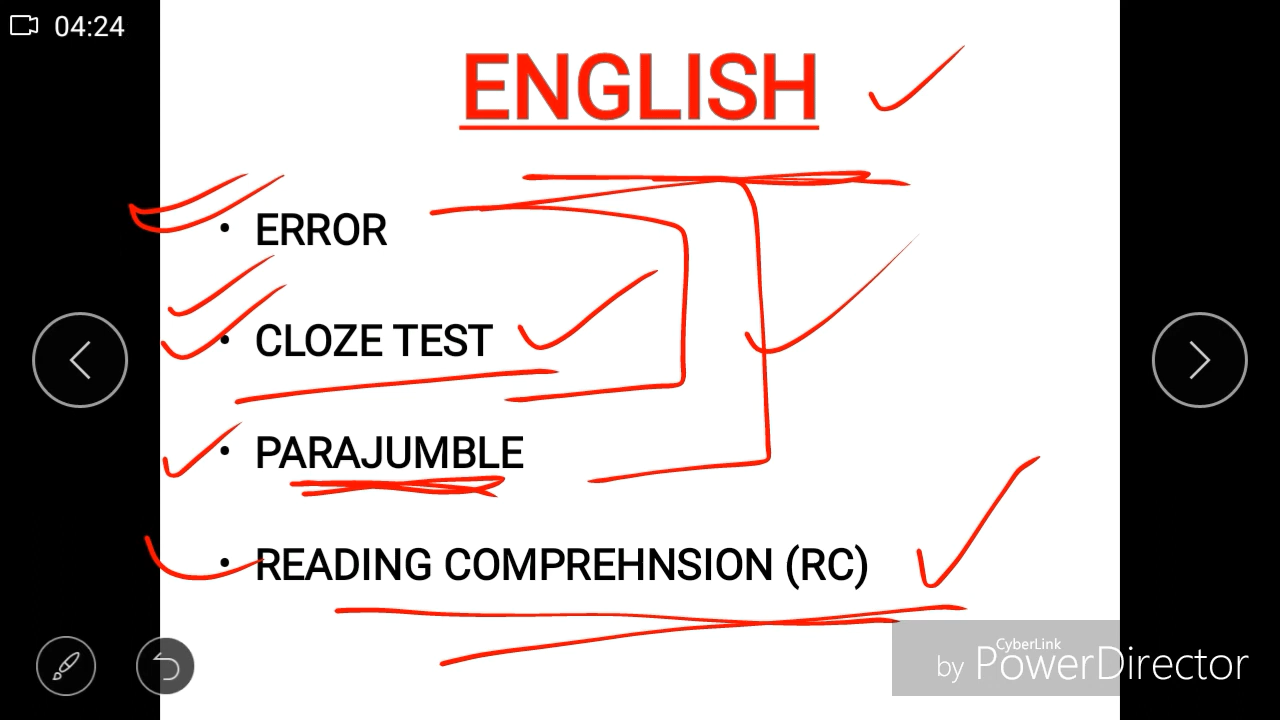 04:24
ENGLISH
• ERROR
• CLOZE TEST
• PARAJUMBLE
• READING COMPREHNSION (RC)
CyberLink
by PowerDirector